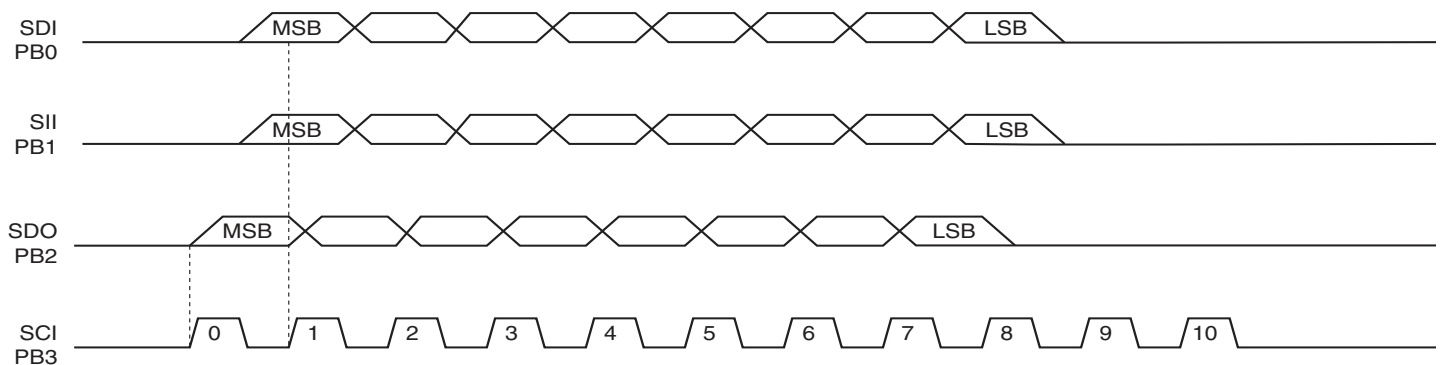 SDI
PB0
MSB
LSB
SII
PB1
MSB
LSB
SDO
PB2
MSB
LSB
SCI
PB3
0 1 2 3 4 5 6 7 8 9 10